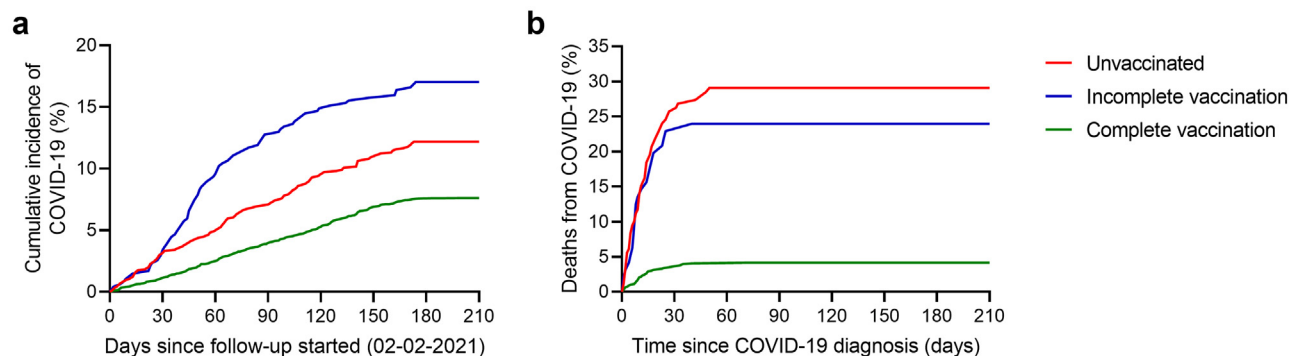 a
Cumulative incidence of
COVID-19 (%)
20
15
10
5
0
0 30 60 90 120 150 180 210
Days since follow-up started (02-02-2021)
b
Deaths from COVID-19 (%)
35
30
25
20
15
10
5
0
0 30 60 90 120 150 180 210
Time since COVID-19 diagnosis (days)
Unvaccinated
Incomplete vaccination
Complete vaccination